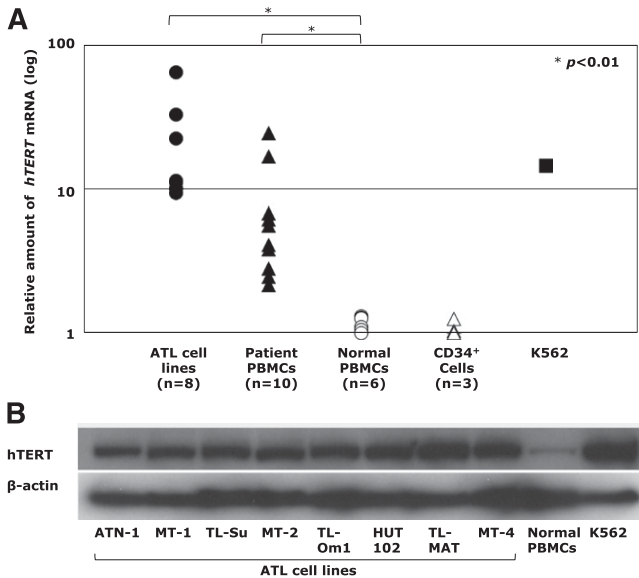 A
*
*
100
* p<0.01
Relative amount of hTERT mRNA (log)
10
1
ATL cell
lines
(n=8)
Patient
PBMCs
(n=10)
Normal
PBMCs
(n=6)
CD34⁺
Cells
(n=3)
K562
B
hTERT
β-actin
ATN-1 MT-1 TL-Su MT-2 TL-Om1 HUT 102 TL-MAT MT-4 Normal PBMCs K562
ATL cell lines